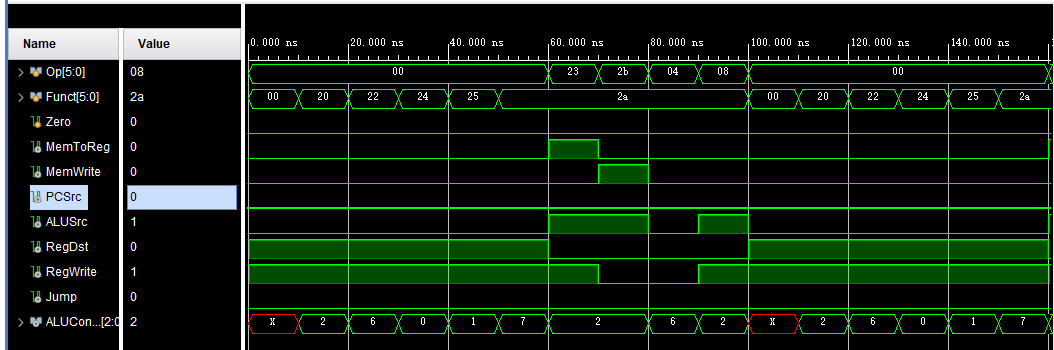 Name Value 0.000 ns 20.000 ns 40.000 ns 60.000 ns 80.000 ns 100.000 ns 120.000 ns 140.000 ns
Op[5:0] 08 00 23 2b 04 08 00
Funct[5:0] 2a 00 20 22 24 25 2a 00 20 22 24 25 2a
Zero 0
MemToReg 0
MemWrite 0
PCSrc 0
ALUSrc 1
RegDst 0
RegWrite 1
Jump 0
ALUCon...[2:0 2 X 2 6 0 1 7 2 6 2 X 2 6 0 1 7